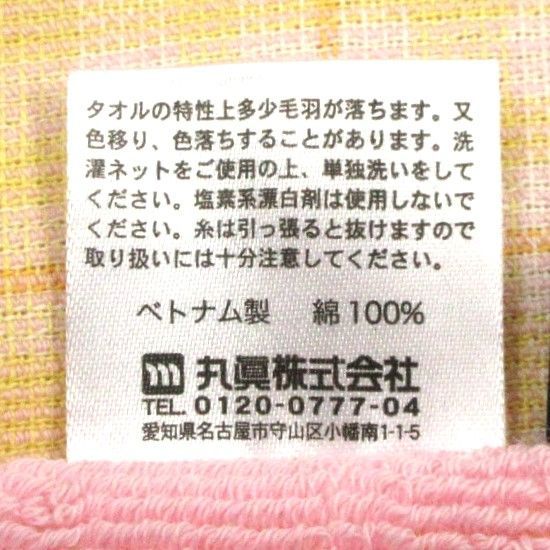 タオルの特性上多少毛羽が落ちます。又
色移り、色落ちすることがあります。洗
濯ネットをご使用の上、単独洗いをして
ください。塩素系漂白剤は使用しないで
ください。糸は引っ張ると抜けますので
取り扱いには十分注意してください。
ベトナム製 綿100%
丸眞株式会社
TEL. 0120-0777-04
愛知県名古屋市守山区小幡南1-1-5